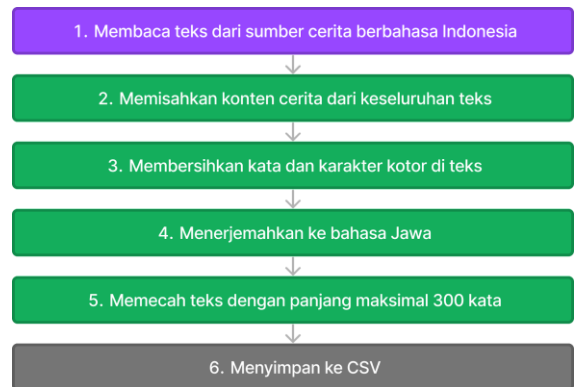 1. Membaca teks dari sumber cerita berbahasa Indonesia
2. Memisahkan konten cerita dari keseluruhan teks
3. Membersihkan kata dan karakter kotor di teks
4. Menerjemahkan ke bahasa Jawa
5. Memecah teks dengan panjang maksimal 300 kata
6. Menyimpan ke CSV